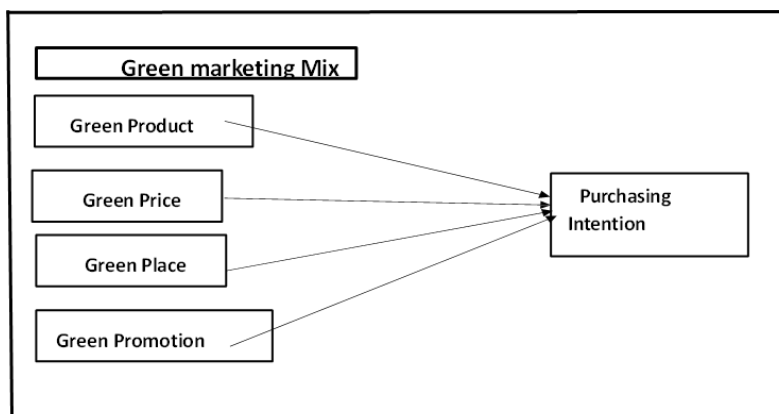 Green marketing Mix
Green Product
Green Price
Green Place
Green Promotion
Purchasing
Intention